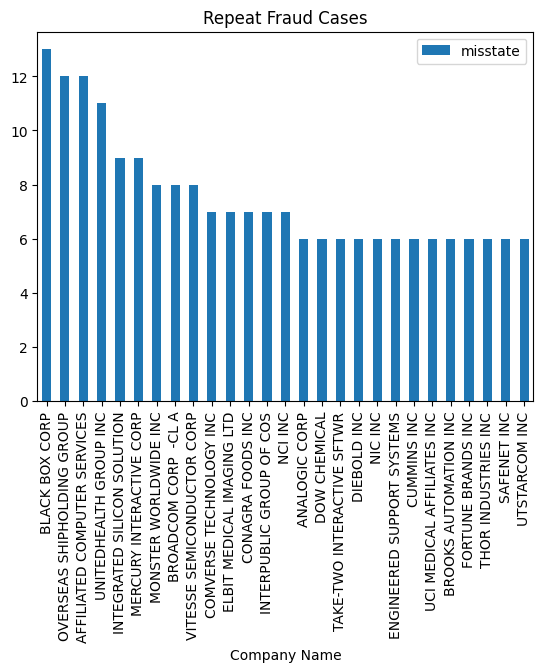 Repeat Fraud Cases
misstate
12
10
8
6
4
2
0
BLACK BOX CORP
OVERSEAS SHIPHOLDING GROUP
AFFILIATED COMPUTER SERVICES
UNITEDHEALTH GROUP INC
INTEGRATED SILICON SOLUTION
MERCURY INTERACTIVE CORP
MONSTER WORLDWIDE INC
BROADCOM CORP  -CL A
VITESSE SEMICONDUCTOR CORP
COMVERSE TECHNOLOGY INC
ELBIT MEDICAL IMAGING LTD
CONAGRA FOODS INC
INTERPUBLIC GROUP OF COS
NCI INC
ANALOGIC CORP
DOW CHEMICAL
TAKE-TWO INTERACTIVE SFTWR
DIEBOLD INC
NIC INC
ENGINEERED SUPPORT SYSTEMS
CUMMINS INC
UCI MEDICAL AFFILIATES INC
BROOKS AUTOMATION INC
FORTUNE BRANDS INC
THOR INDUSTRIES INC
SAFENET INC
UTSTARCOM INC
Company Name